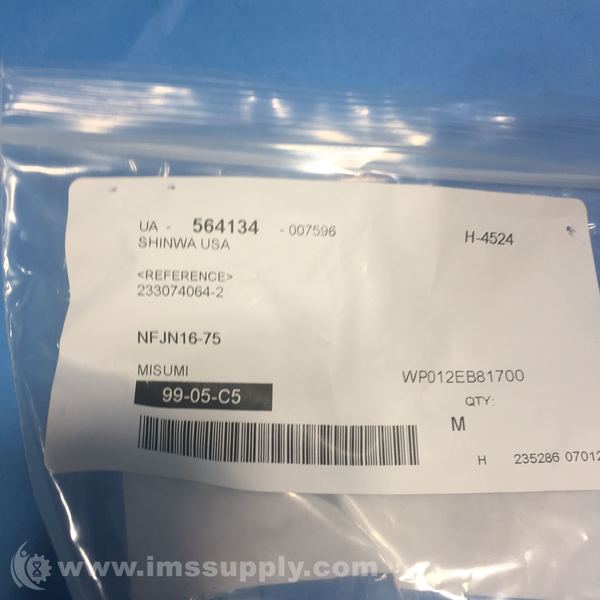 UA - 564134 - 007596
H-4524
SHINWA USA
<REFERENCE>
233074064-2
NFJN16-75
MISUMI
WP012EB81700
99-05-C5
QTY:
M
H 235286 07012
www.imssupply.com